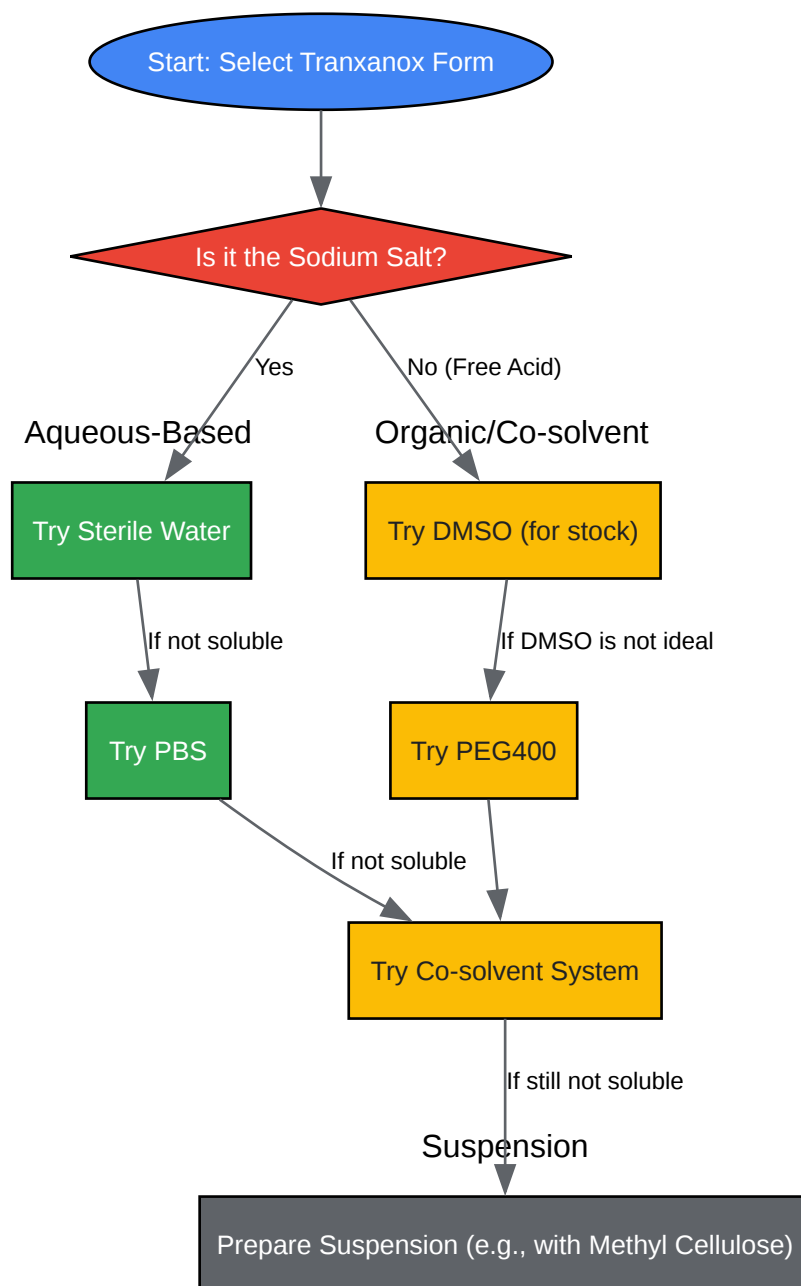 Start: Select Tranxanox Form
Is it the Sodium Salt?
Yes
No (Free Acid)
Aqueous-Based
Organic/Co-solvent
Try Sterile Water
Try DMSO (for stock)
If not soluble
If DMSO is not ideal
Try PBS
Try PEG400
If not soluble
Try Co-solvent System
If still not soluble
Suspension
Prepare Suspension (e.g., with Methyl Cellulose)